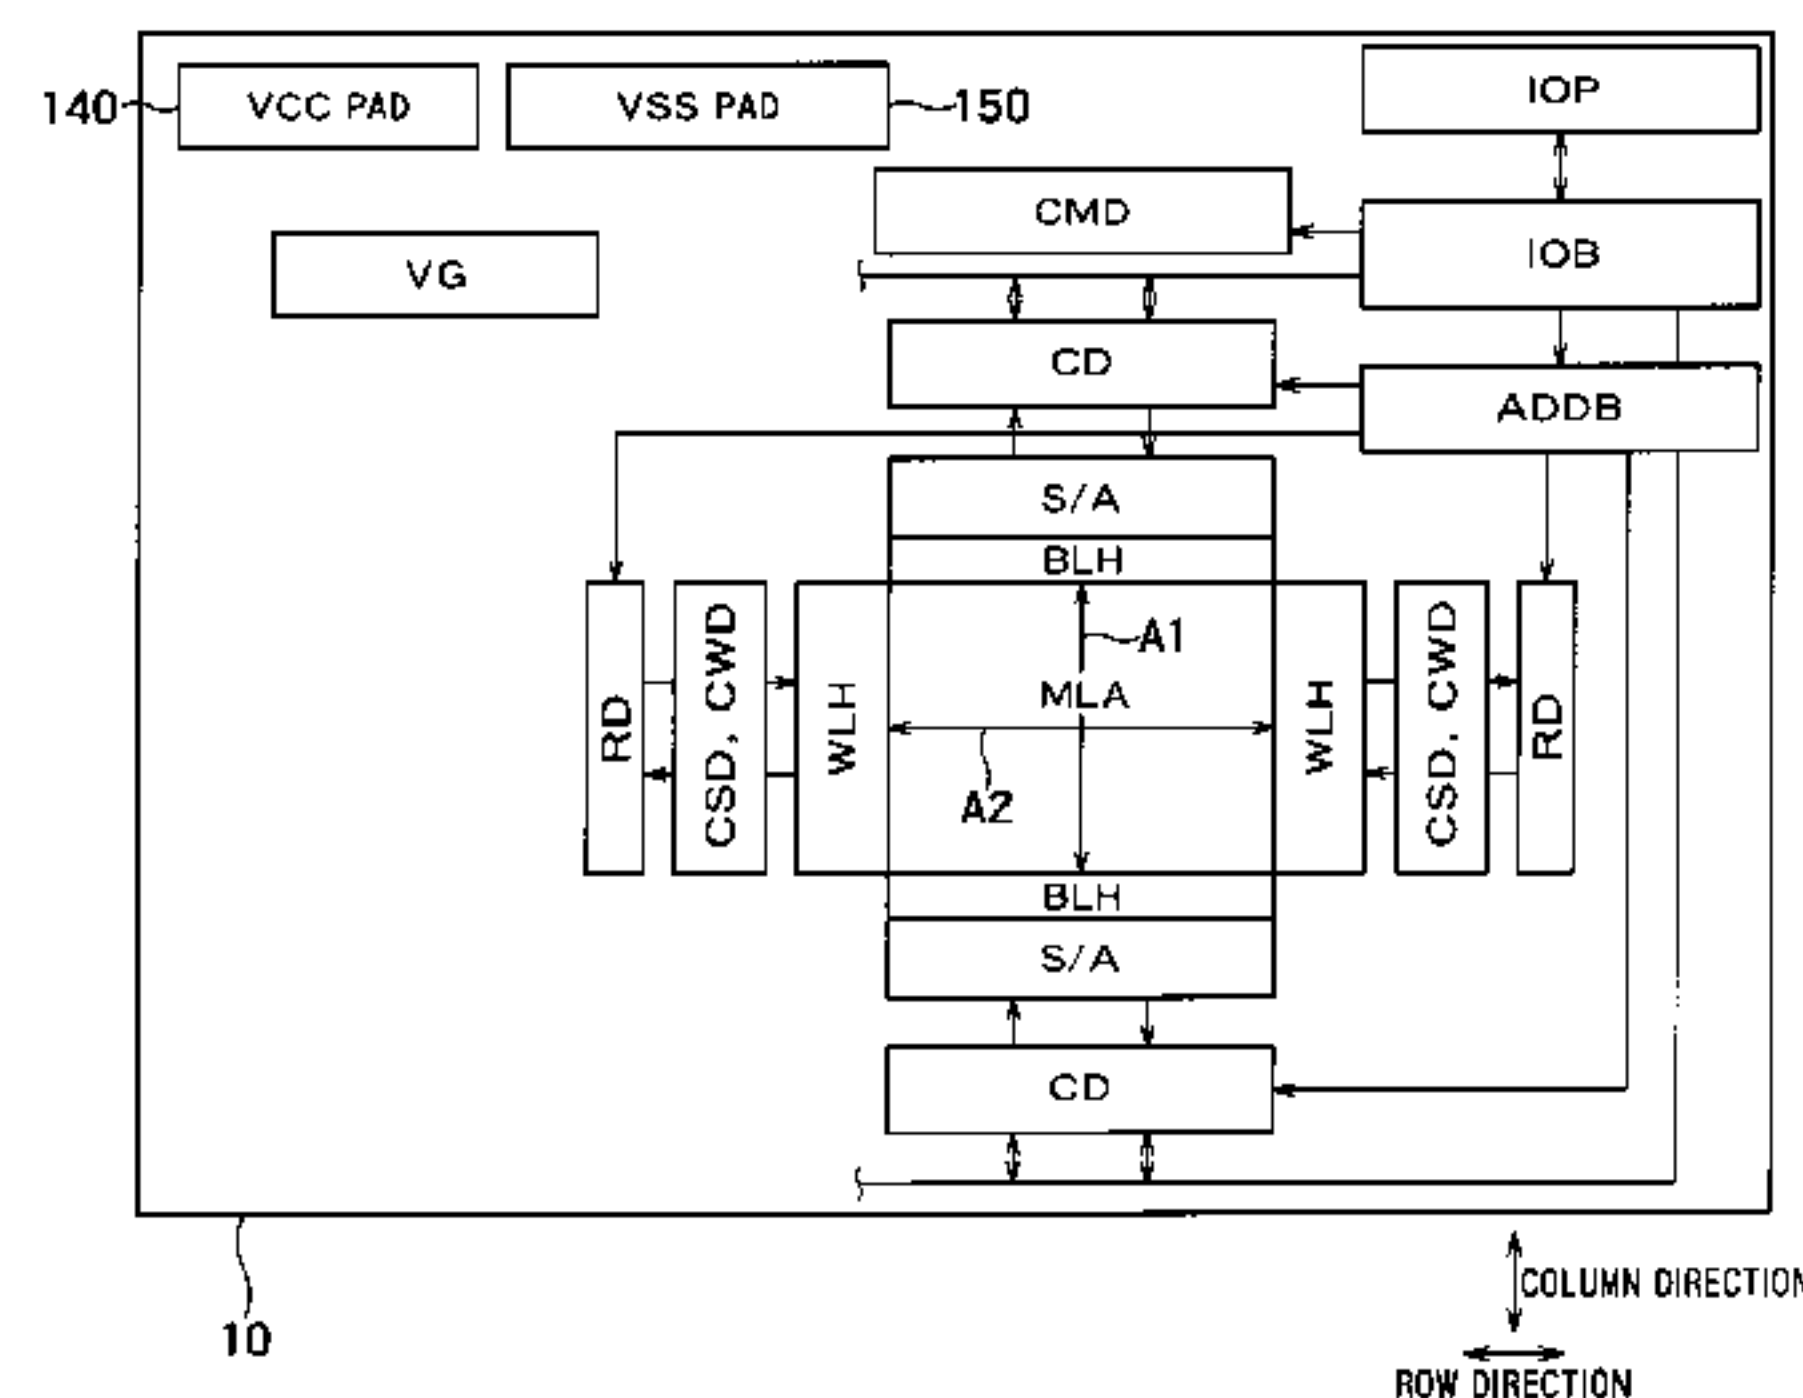 IOP
140 VCC PAD VSS PAD 150
CMD
IOB
VG
CD
ADDB
S/A
BLH
A1
RD CSD, CWD WLH MLA WLH CSD, CWD RD
A2
BLH
S/A
CD
COLUMN DIRECTION
10
ROW DIRECTION